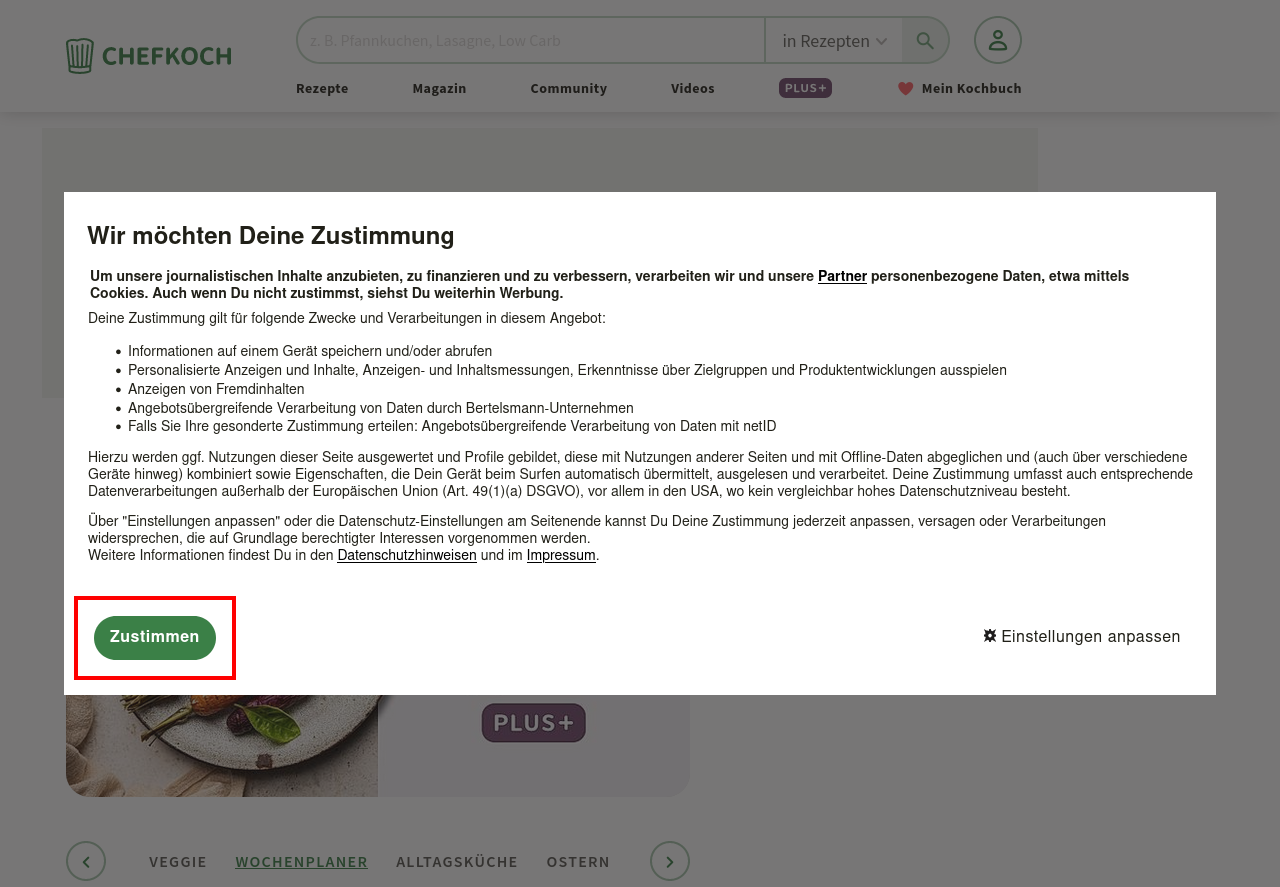 CHEFKOCH
z. B. Pfannkuchen, Lasagne, Low Carb
in Rezepten
Rezepte
Magazin
Community
Videos
PLUS+
Mein Kochbuch
Wir möchten Deine Zustimmung
Um unsere journalistischen Inhalte anzubieten, zu finanzieren und zu verbessern, verarbeiten wir und unsere Partner personenbezogene Daten, etwa mittels
Cookies. Auch wenn Du nicht zustimmst, siehst Du weiterhin Werbung.
Deine Zustimmung gilt für folgende Zwecke und Verarbeitungen in diesem Angebot:
• Informationen auf einem Gerät speichern und/oder abrufen
• Personalisierte Anzeigen und Inhalte, Anzeigen- und Inhaltsmessungen, Erkenntnisse über Zielgruppen und Produktentwicklungen ausspielen
• Anzeigen von Fremdinhalten
• Angebotsübergreifende Verarbeitung von Daten durch Bertelsmann-Unternehmen
• Falls Sie Ihre gesonderte Zustimmung erteilen: Angebotsübergreifende Verarbeitung von Daten mit netID
Hierzu werden ggf. Nutzungen dieser Seite ausgewertet und Profile gebildet, diese mit Nutzungen anderer Seiten und mit Offline-Daten abgeglichen und (auch über verschiedene
Geräte hinweg) kombiniert sowie Eigenschaften, die Dein Gerät beim Surfen automatisch übermittelt, ausgelesen und verarbeitet. Deine Zustimmung umfasst auch entsprechende
Datenverarbeitungen außerhalb der Europäischen Union (Art. 49(1)(a) DSGVO), vor allem in den USA, wo kein vergleichbar hohes Datenschutzniveau besteht.
Über "Einstellungen anpassen" oder die Datenschutz-Einstellungen am Seitenende kannst Du Deine Zustimmung jederzeit anpassen, versagen oder Verarbeitungen
widersprechen, die auf Grundlage berechtigter Interessen vorgenommen werden.
Weitere Informationen findest Du in den Datenschutzhinweisen und im Impressum.
Zustimmen
Einstellungen anpassen
PLUS+
VEGGIE
WOCHENPLANER
ALLTAGSKÜCHE
OSTERN